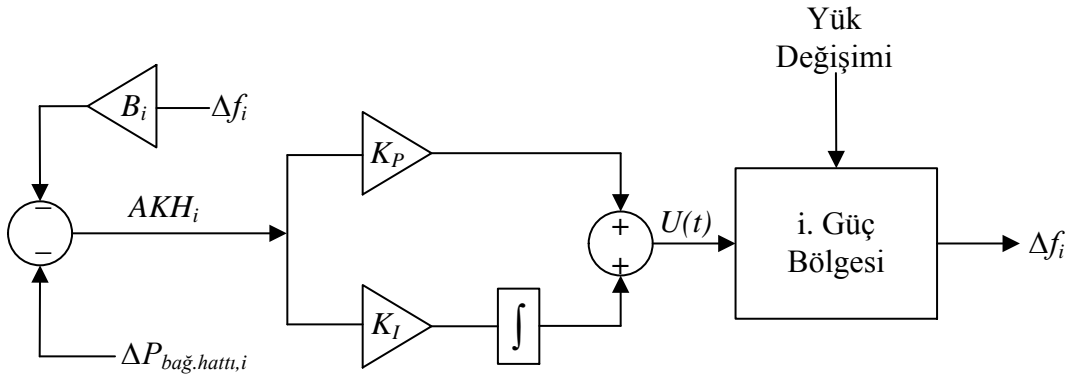 Yük
Değişimi
B_i
Δf_i
K_P
−
AKH_i
−
+
+
U(t)
i. Güç
Bölgesi
Δf_i
K_I
∫
ΔP_bağ.hattı,i